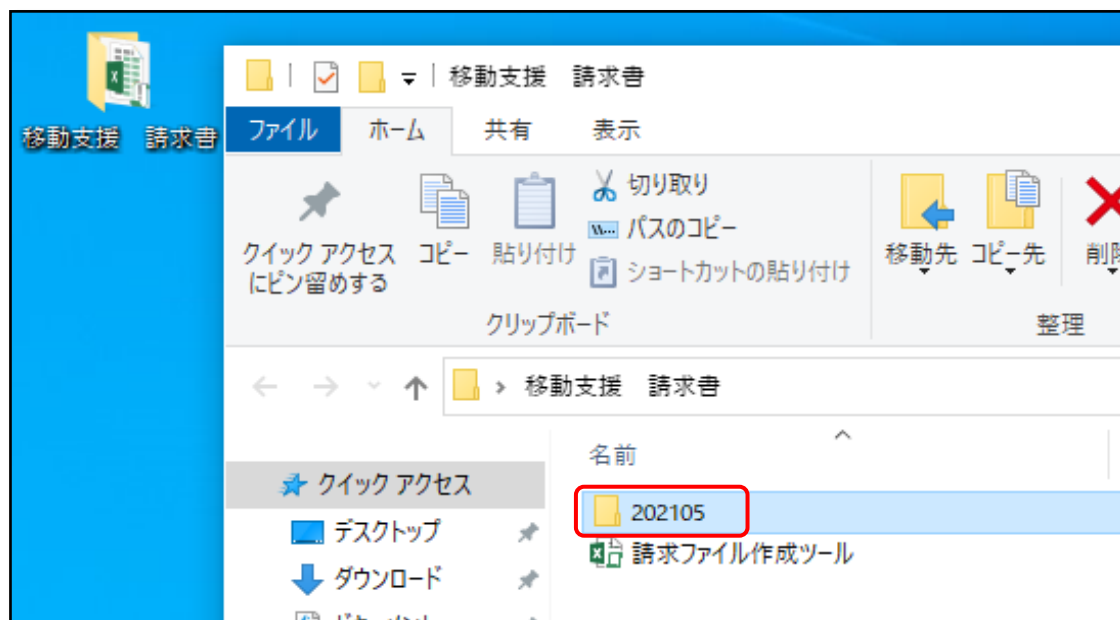 移動支援　請求書
移動支援　請求書
ファイル　ホーム　共有　表示
クイック アクセス
にピン留めする
コピー
貼り付け
切り取り
パスのコピー
ショートカットの貼り付け
クリップボード
移動先
コピー先
整理
移動支援　請求書
クイック アクセス
デスクトップ
ダウンロード
名前
202105
請求ファイル作成ツール